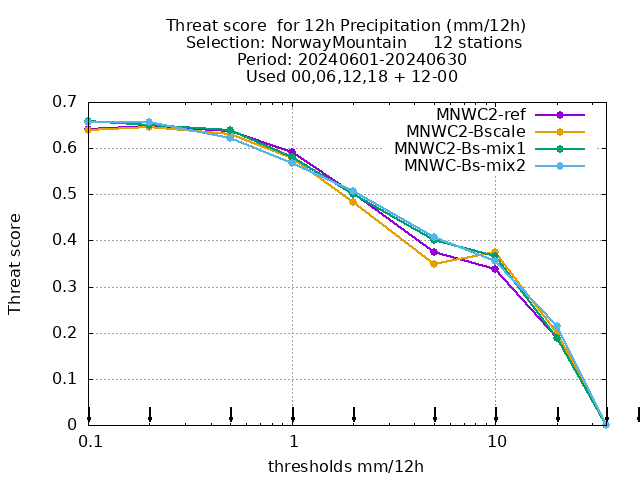 Threat score  for 12h Precipitation (mm/12h)
Selection: NorwayMountain     12 stations
Period: 20240601-20240630
Used 00,06,12,18 + 12-00
MNWC2-ref
MNWC2-Bscale
MNWC2-Bs-mix1
MNWC-Bs-mix2
Threat score
0.7
0.6
0.5
0.4
0.3
0.2
0.1
0
0.1
1
10
thresholds mm/12h